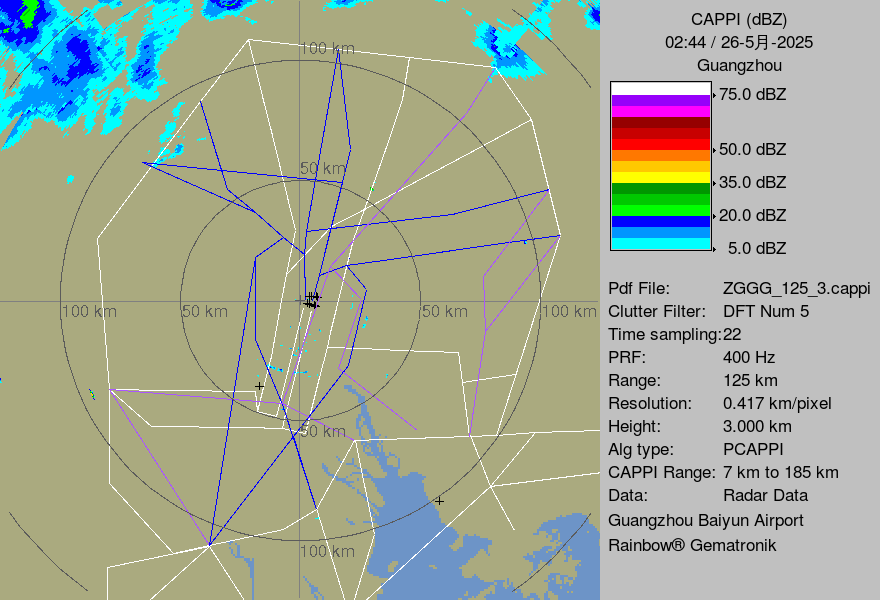 CAPPI (dBZ)
02:44 / 26-5月-2025
Guangzhou
75.0 dBZ
50.0 dBZ
35.0 dBZ
20.0 dBZ
5.0 dBZ
Pdf File: ZGGG_125_3.cappi
Clutter Filter: DFT Num 5
Time sampling:22
PRF: 400 Hz
Range: 125 km
Resolution: 0.417 km/pixel
Height: 3.000 km
Alg type: PCAPPI
CAPPI Range: 7 km to 185 km
Data: Radar Data
Guangzhou Baiyun Airport
Rainbow® Gematronik
100 km
50 km
100 km
50 km
50 km
100 km
50 km
100 km